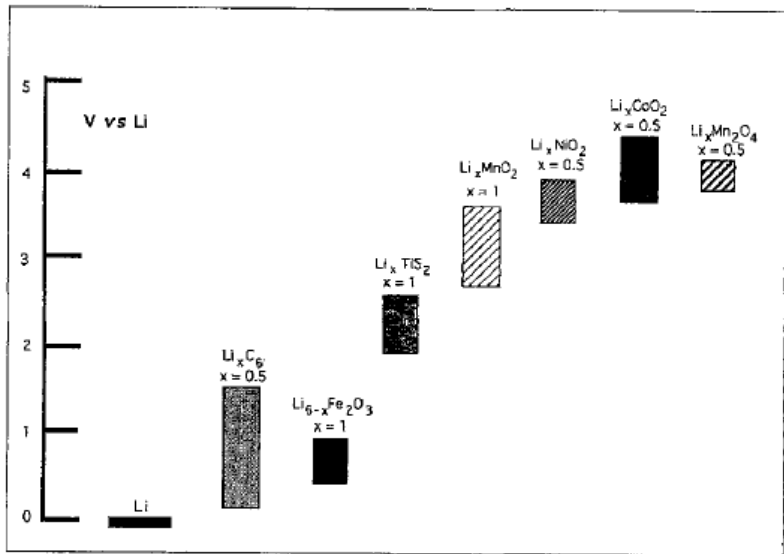 5
V vs Li
4
3
2
1
0
Li
LiₓC₆
x = 0.5
Li₆₋ₓFe₂O₃
x = 1
Liₓ TiS₂
x = 1
LiₓMnO₂
x = 1
LiₓNiO₂
x = 0.5
LiₓCoO₂
x = 0.5
LiₓMn₂O₄
x = 0.5